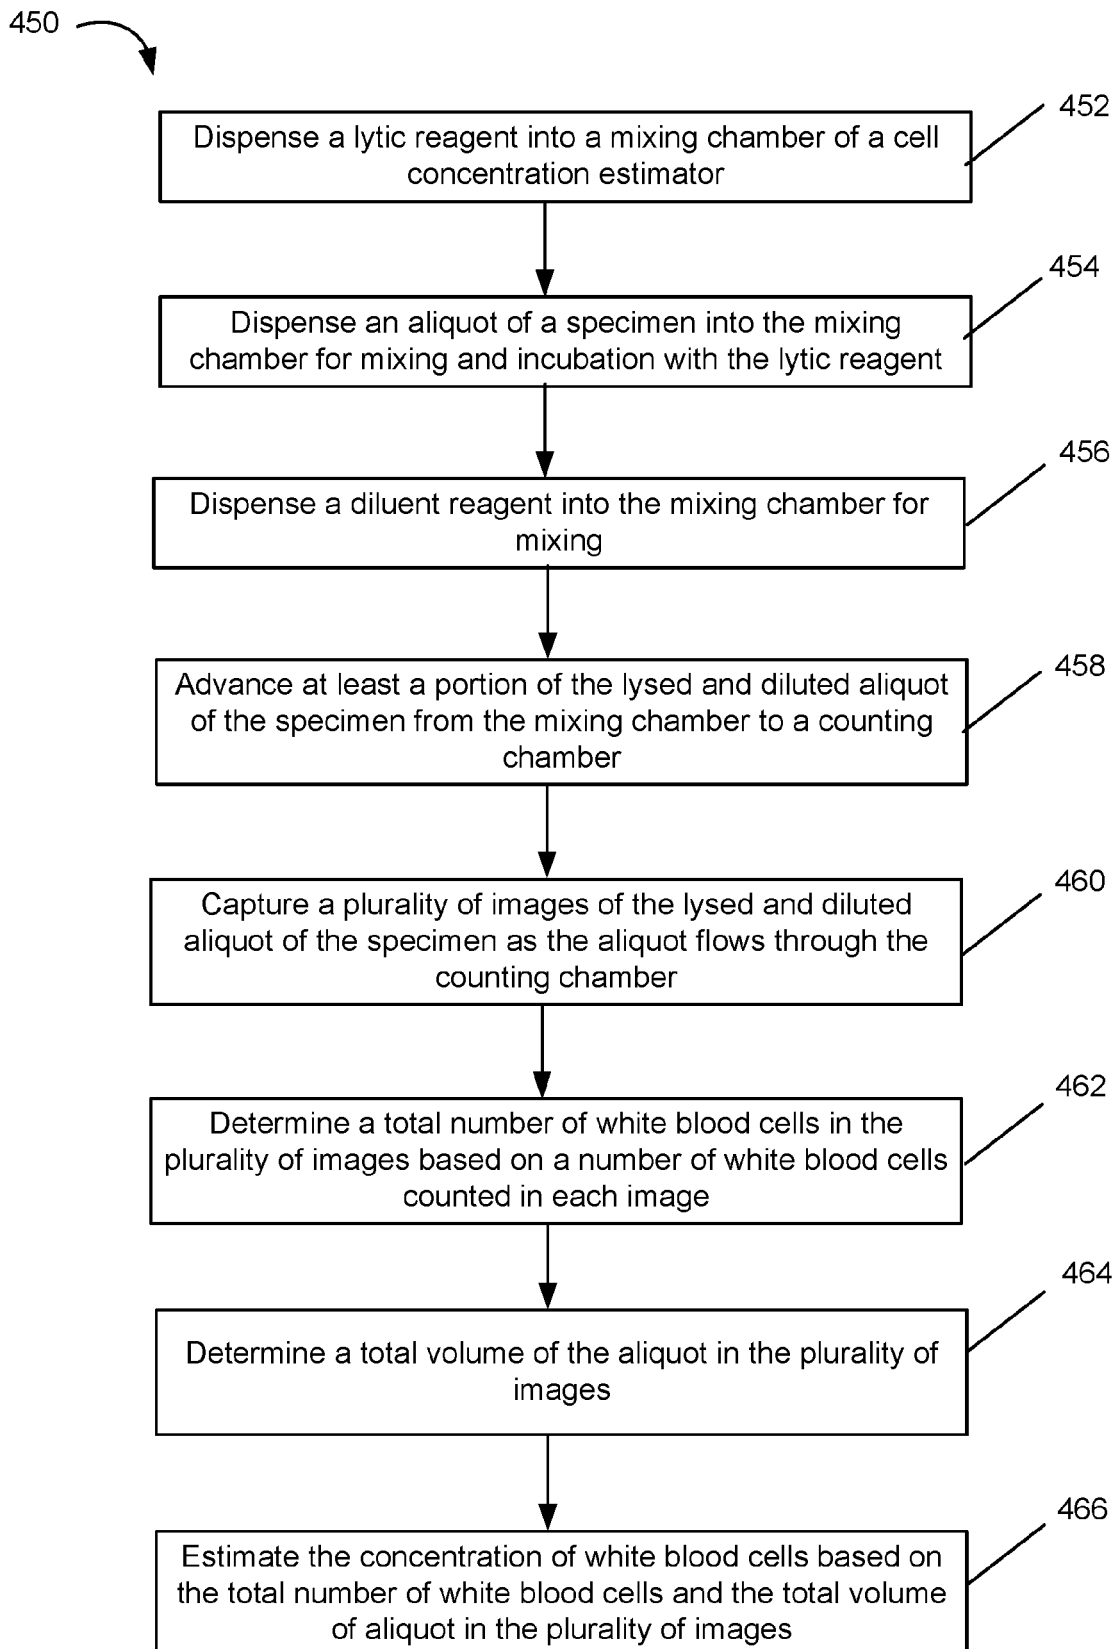 450
452
Dispense a lytic reagent into a mixing chamber of a cell
concentration estimator
454
Dispense an aliquot of a specimen into the mixing
chamber for mixing and incubation with the lytic reagent
456
Dispense a diluent reagent into the mixing chamber for
mixing
458
Advance at least a portion of the lysed and diluted aliquot
of the specimen from the mixing chamber to a counting
chamber
460
Capture a plurality of images of the lysed and diluted
aliquot of the specimen as the aliquot flows through the
counting chamber
462
Determine a total number of white blood cells in the
plurality of images based on a number of white blood cells
counted in each image
464
Determine a total volume of the aliquot in the plurality of
images
466
Estimate the concentration of white blood cells based on
the total number of white blood cells and the total volume
of aliquot in the plurality of images